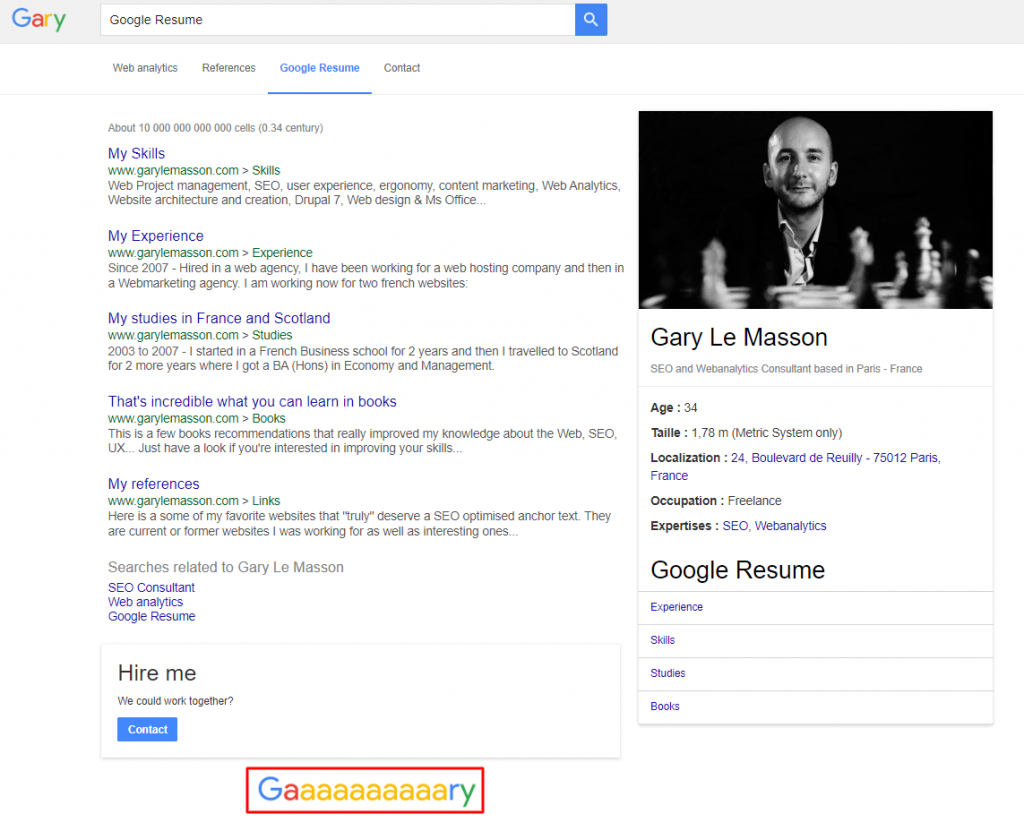 Gary
Google Resume
Web analytics References Google Resume Contact
About 10 000 000 000 000 cells (0.34 century)
My Skills
www.garylemasson.com > Skills
Web Project management, SEO, user experience, ergonomy, content marketing, Web Analytics,
Website architecture and creation, Drupal 7, Web design & Ms Office...
My Experience
www.garylemasson.com > Experience
Since 2007 - Hired in a web agency, I have been working for a web hosting company and then in
a Webmarketing agency. I am working now for two french websites:
My studies in France and Scotland
www.garylemasson.com > Studies
2003 to 2007 - I started in a French Business school for 2 years and then I travelled to Scotland
for 2 more years where I got a BA (Hons) in Economy and Management.
That's incredible what you can learn in books
www.garylemasson.com > Books
This is a few books recommendations that really improved my knowledge about the Web, SEO,
UX... Just have a look if you're interested in improving your skills...
My references
www.garylemasson.com > Links
Here is a some of my favorite websites that "truly" deserve a SEO optimised anchor text. They
are current or former websites I was working for as well as interesting ones...
Searches related to Gary Le Masson
SEO Consultant
Web analytics
Google Resume
Hire me
We could work together?
Contact
Gaaaaaaaaaaary
Gary Le Masson
SEO and Webanalytics Consultant based in Paris - France
Age : 34
Taille : 1,78 m (Metric System only)
Localization : 24, Boulevard de Reuilly - 75012 Paris,
France
Occupation : Freelance
Expertises : SEO, Webanalytics
Google Resume
Experience
Skills
Studies
Books